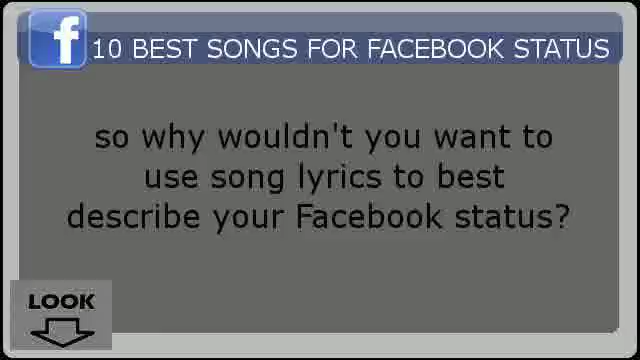 f 10 BEST SONGS FOR FACEBOOK STATUS
so why wouldn't you want to
use song lyrics to best
describe your Facebook status?
LOOK